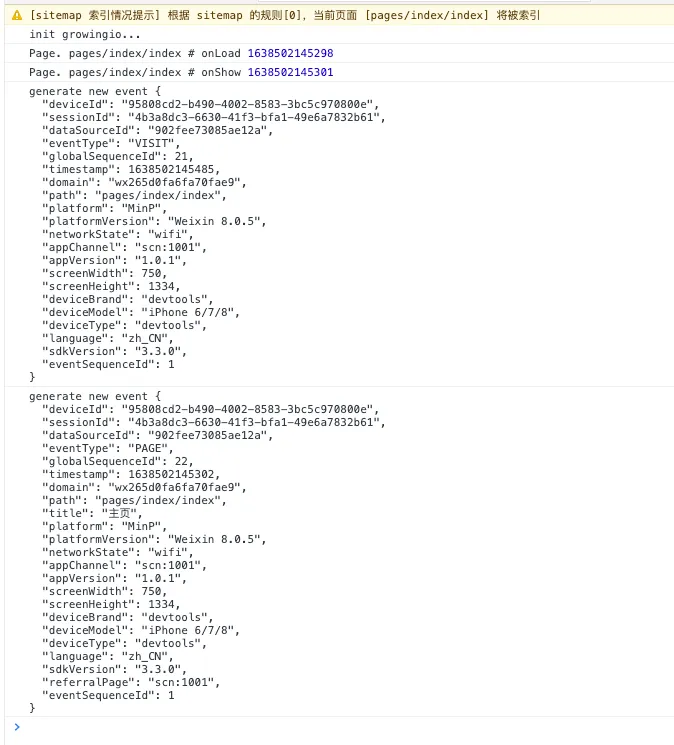 [sitemap 索引情况提示] 根据 sitemap 的规则[0]，当前页面 [pages/index/index] 将被索引
init growingio...
Page. pages/index/index # onLoad 1638502145298
Page. pages/index/index # onShow 1638502145301
generate new event {
  "deviceId": "95808cd2-b490-4002-8583-3bc5c970800e",
  "sessionId": "4b3a8dc3-6630-41f3-bfa1-49e6a7832b61",
  "dataSourceId": "902fee73085ae12a",
  "eventType": "VISIT",
  "globalSequenceId": 21,
  "timestamp": 1638502145485,
  "domain": "wx265d0fa6fa70fae9",
  "path": "pages/index/index",
  "platform": "MinP",
  "platformVersion": "Weixin 8.0.5",
  "networkState": "wifi",
  "appChannel": "scn:1001",
  "appVersion": "1.0.1",
  "screenWidth": 750,
  "screenHeight": 1334,
  "deviceBrand": "devtools",
  "deviceModel": "iPhone 6/7/8",
  "deviceType": "devtools",
  "language": "zh_CN",
  "sdkVersion": "3.3.0",
  "eventSequenceId": 1
}
generate new event {
  "deviceId": "95808cd2-b490-4002-8583-3bc5c970800e",
  "sessionId": "4b3a8dc3-6630-41f3-bfa1-49e6a7832b61",
  "dataSourceId": "902fee73085ae12a",
  "eventType": "PAGE",
  "globalSequenceId": 22,
  "timestamp": 1638502145302,
  "domain": "wx265d0fa6fa70fae9",
  "path": "pages/index/index",
  "title": "主页",
  "platform": "MinP",
  "platformVersion": "Weixin 8.0.5",
  "networkState": "wifi",
  "appChannel": "scn:1001",
  "appVersion": "1.0.1",
  "screenWidth": 750,
  "screenHeight": 1334,
  "deviceBrand": "devtools",
  "deviceModel": "iPhone 6/7/8",
  "deviceType": "devtools",
  "language": "zh_CN",
  "sdkVersion": "3.3.0",
  "referralPage": "scn:1001",
  "eventSequenceId": 1
}